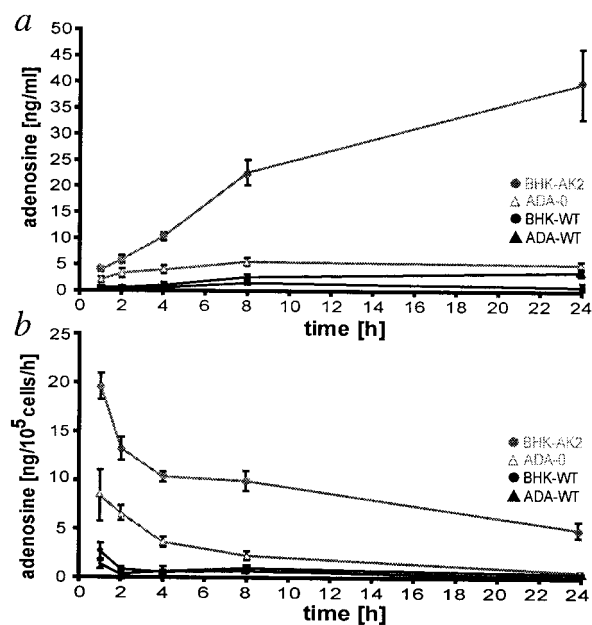 a
adenosine [ng/ml]
50
45
40
35
30
25
20
15
10
5
0
BHK-AK2
ADA-0
BHK-WT
ADA-WT
0 2 4 6 8 10 12 14 16 18 20 22 24
time [h]
b
adenosine [ng/10⁵ cells/h]
25
20
15
10
5
0
BHK-AK2
ADA-0
BHK-WT
ADA-WT
0 2 4 6 8 10 12 14 16 18 20 22 24
time [h]